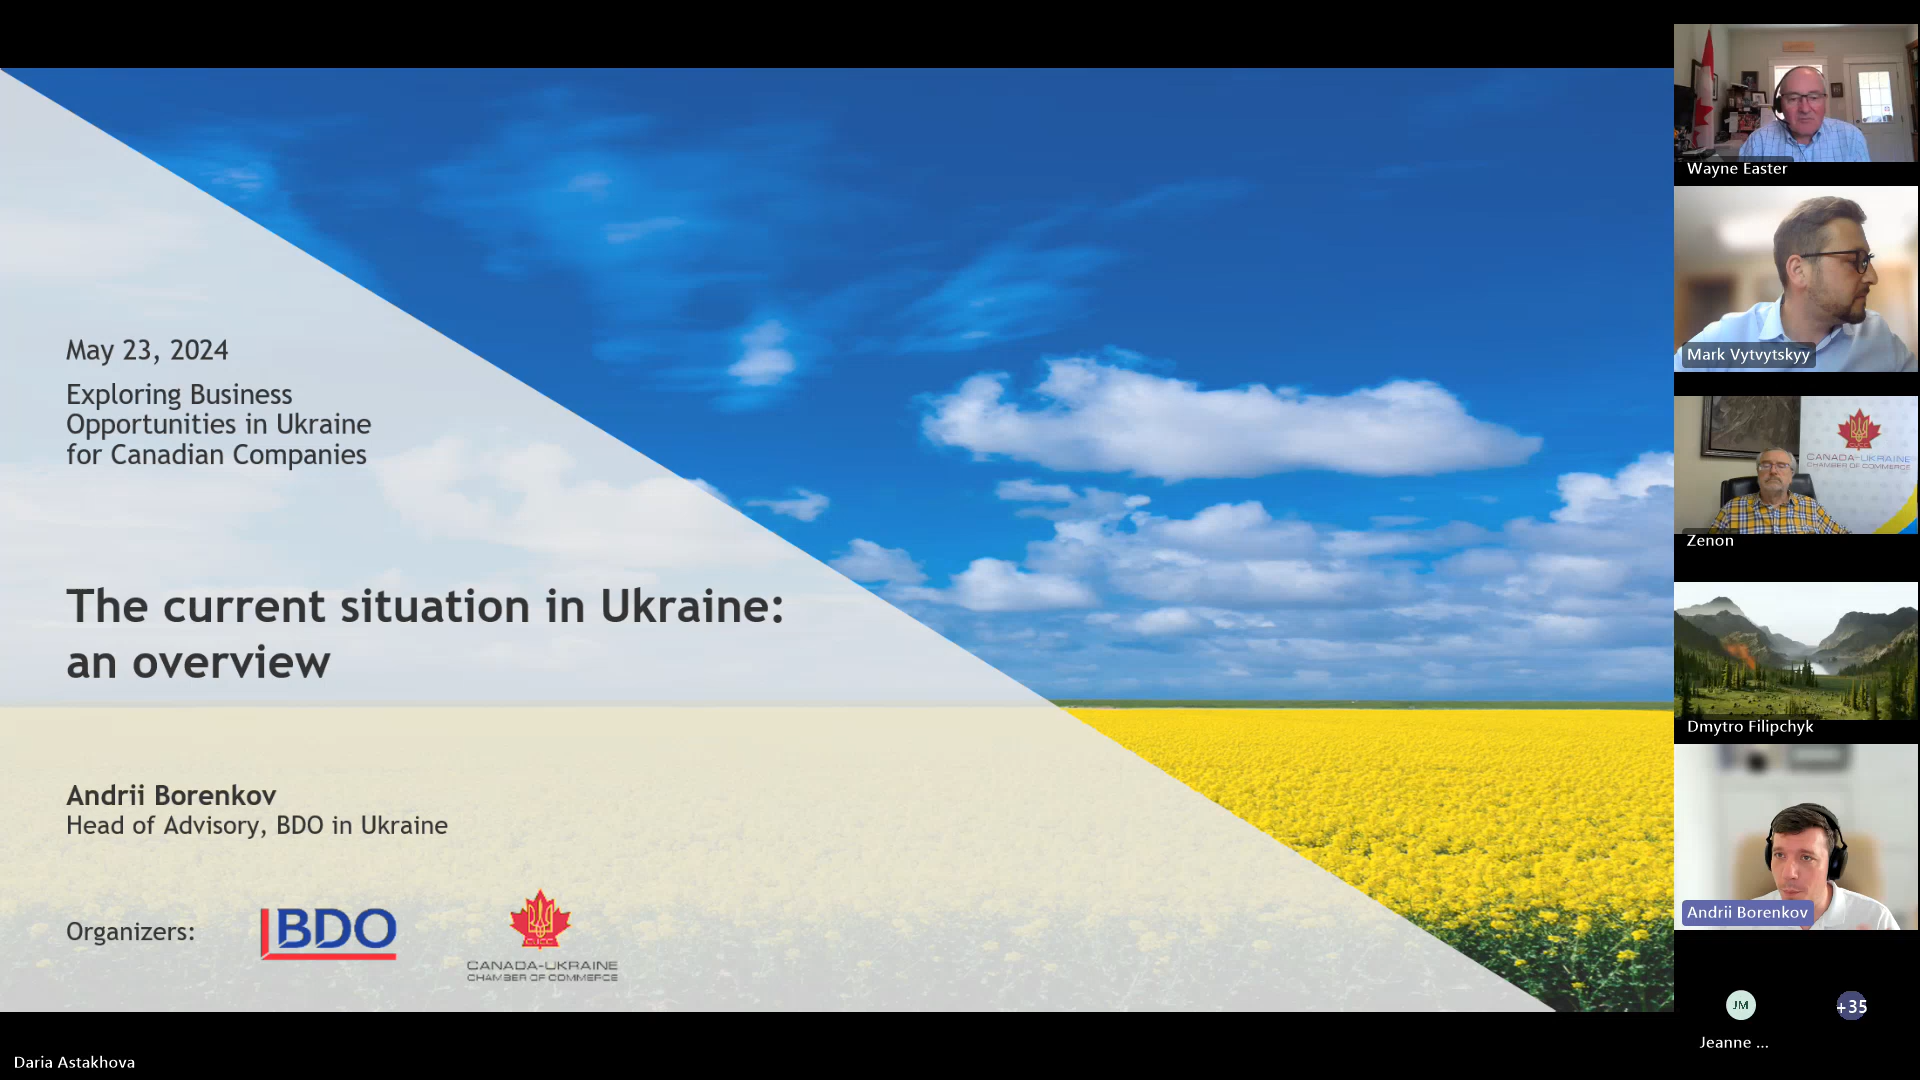 May 23, 2024
Exploring Business
Opportunities in Ukraine
for Canadian Companies
The current situation in Ukraine:
an overview
Andrii Borenkov
Head of Advisory, BDO in Ukraine
Organizers:
BDO
CUCC
CANADA-UKRAINE
CHAMBER OF COMMERCE
Daria Astakhova
Wayne Easter
Mark Vytvytskyy
CANADA-UKRAINE
CHAMBER OF COMMERCE
Zenon
Dmytro Filipchyk
Andrii Borenkov
JM
+35
Jeanne ...